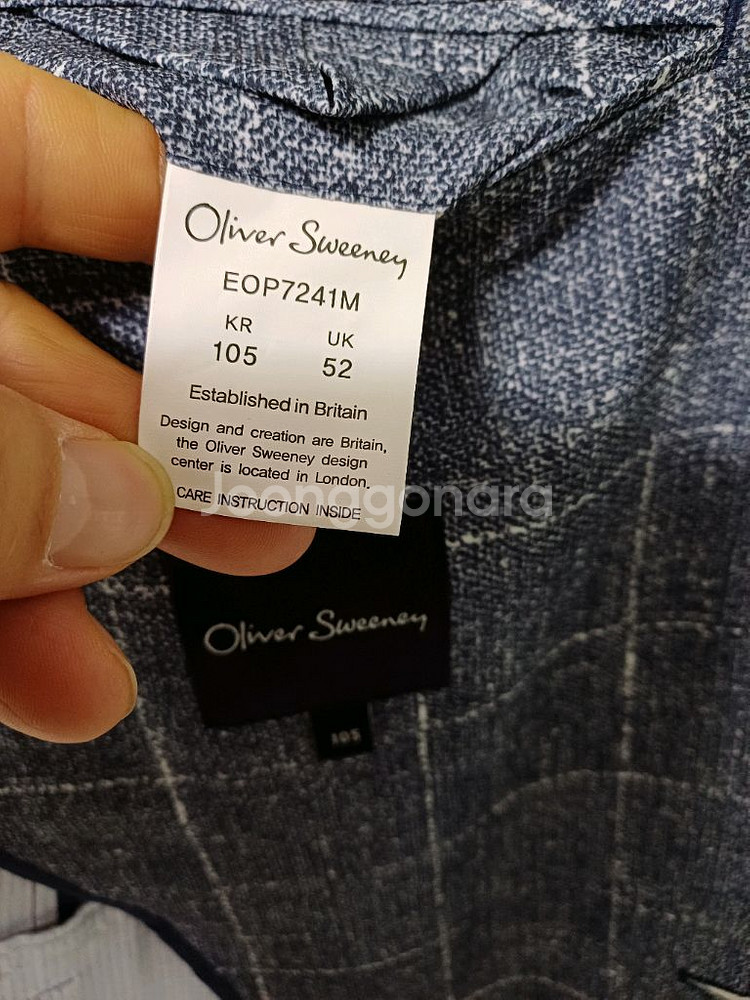 Oliver Sweeney
EOP7241M
KR UK
105 52
Established in Britain
Design and creation are Britain,
the Oliver Sweeney design
center is located in London.
CARE INSTRUCTION INSIDE
Joonggonara
Oliver Sweeney
105